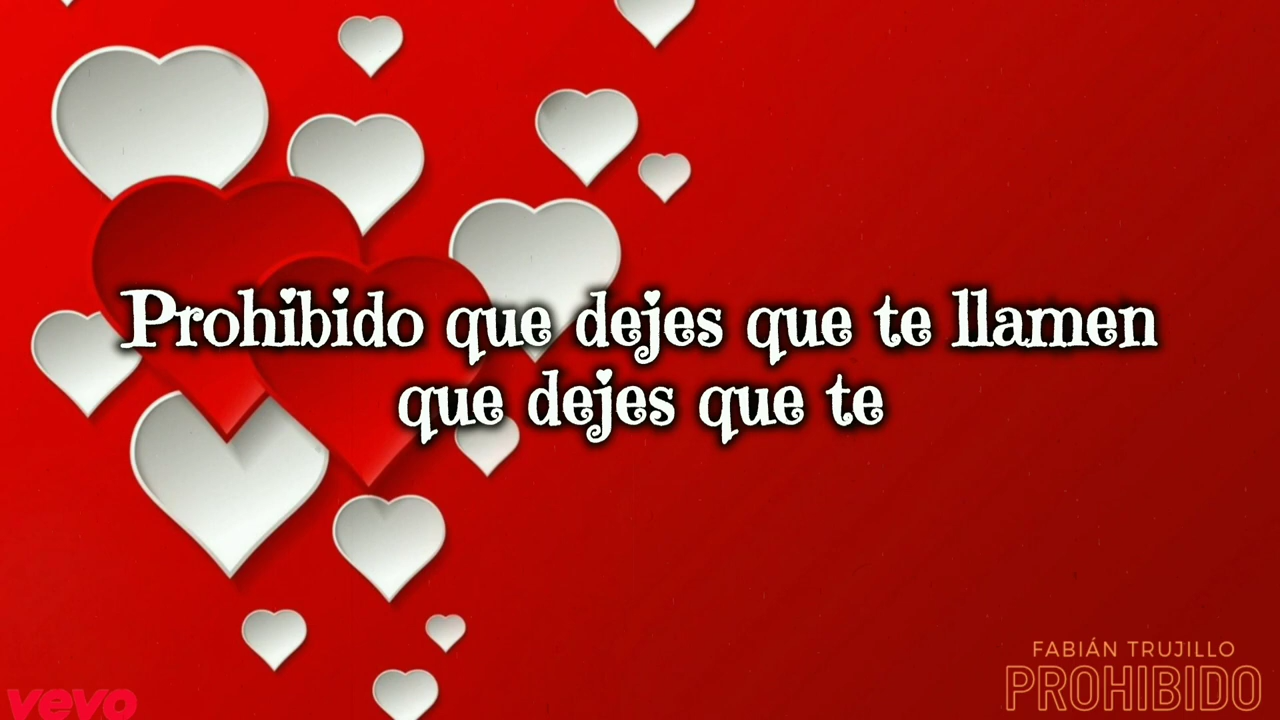 Prohibido que dejes que te llamen
que dejes que te
FABIÁN TRUJILLO
PROHIBIDO
vevo